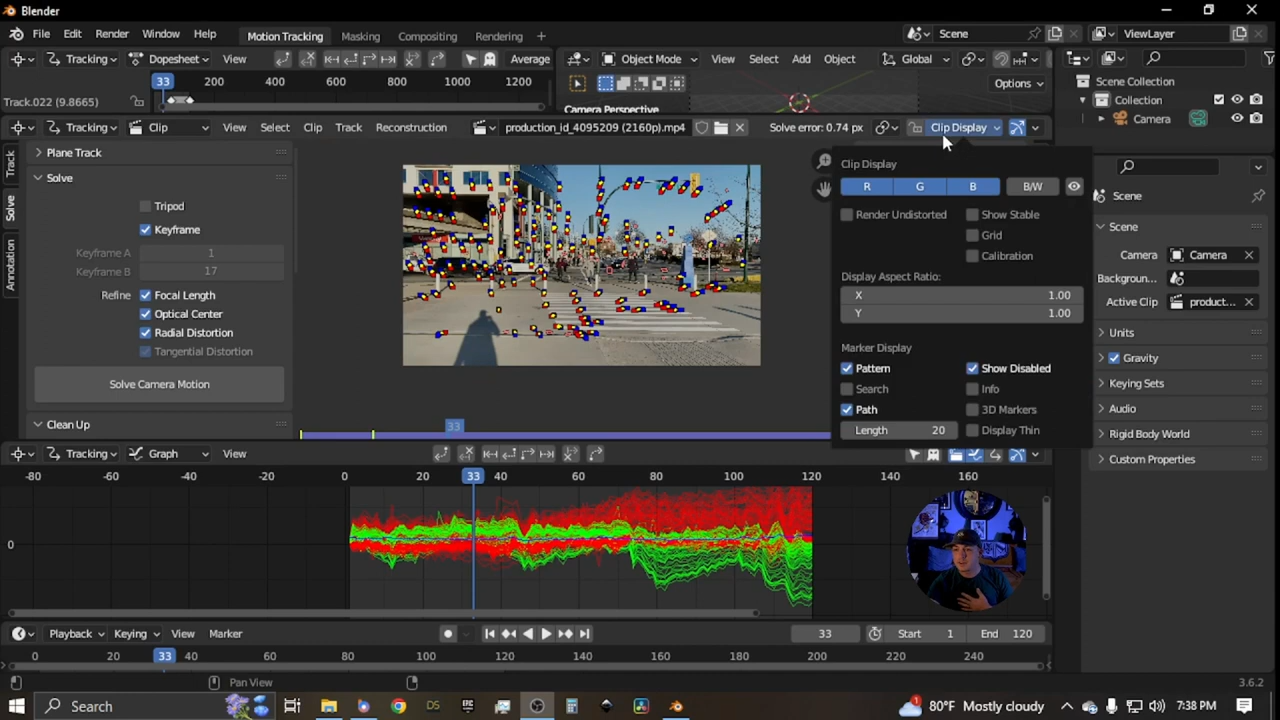 Blender
File Edit Render Window Help Motion Tracking Masking Compositing Rendering + Scene ViewLayer
Tracking Dopesheet View Average Object Mode View Select Add Object Global
33 200 400 600 800 1000 1200 Options
Track.022 (9.8665) Camera Perspective
Scene Collection
Collection
Camera
Tracking Clip View Select Clip Track Reconstruction production_id_4095209 (2160p).mp4 Solve error: 0.74 px Clip Display
Track
Solve
Annotation
Plane Track
Solve
Tripod
Keyframe
Keyframe A 1
Keyframe B 17
Refine Focal Length
Optical Center
Radial Distortion
Tangential Distortion
Solve Camera Motion
Clean Up
33
Clip Display
R G B B/W
Render Undistorted Show Stable
Grid
Calibration
Display Aspect Ratio:
X 1.00
Y 1.00
Marker Display
Pattern Show Disabled
Search Info
Path 3D Markers
Length 20 Display Thin
Scene
Scene
Camera Camera
Backgroun...
Active Clip product...
Units
Gravity
Keying Sets
Audio
Rigid Body World
Custom Properties
Tracking Graph View
-80 -60 -40 -20 0 20 33 40 60 80 100 120 140 160
0
Playback Keying View Marker 33 Start 1 End 120
0 20 33 40 60 80 100 120 140 160 180 200 220 240
Pan View 3.6.2
Search DS EPIC 1 80°F Mostly cloudy 7:38 PM